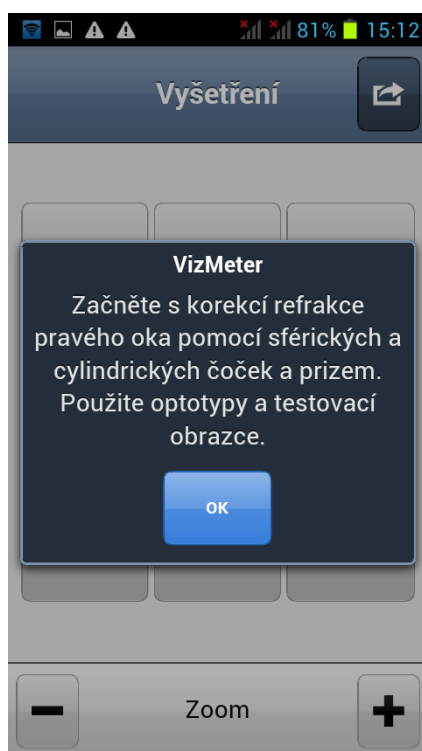 81% 15:12
Vyšetření
VizMeter
Začněte s korekcí refrakce
pravého oka pomocí sférických a
cylindrických čoček a prizem.
Použite optotypy a testovací
obrazce.
OK
Zoom